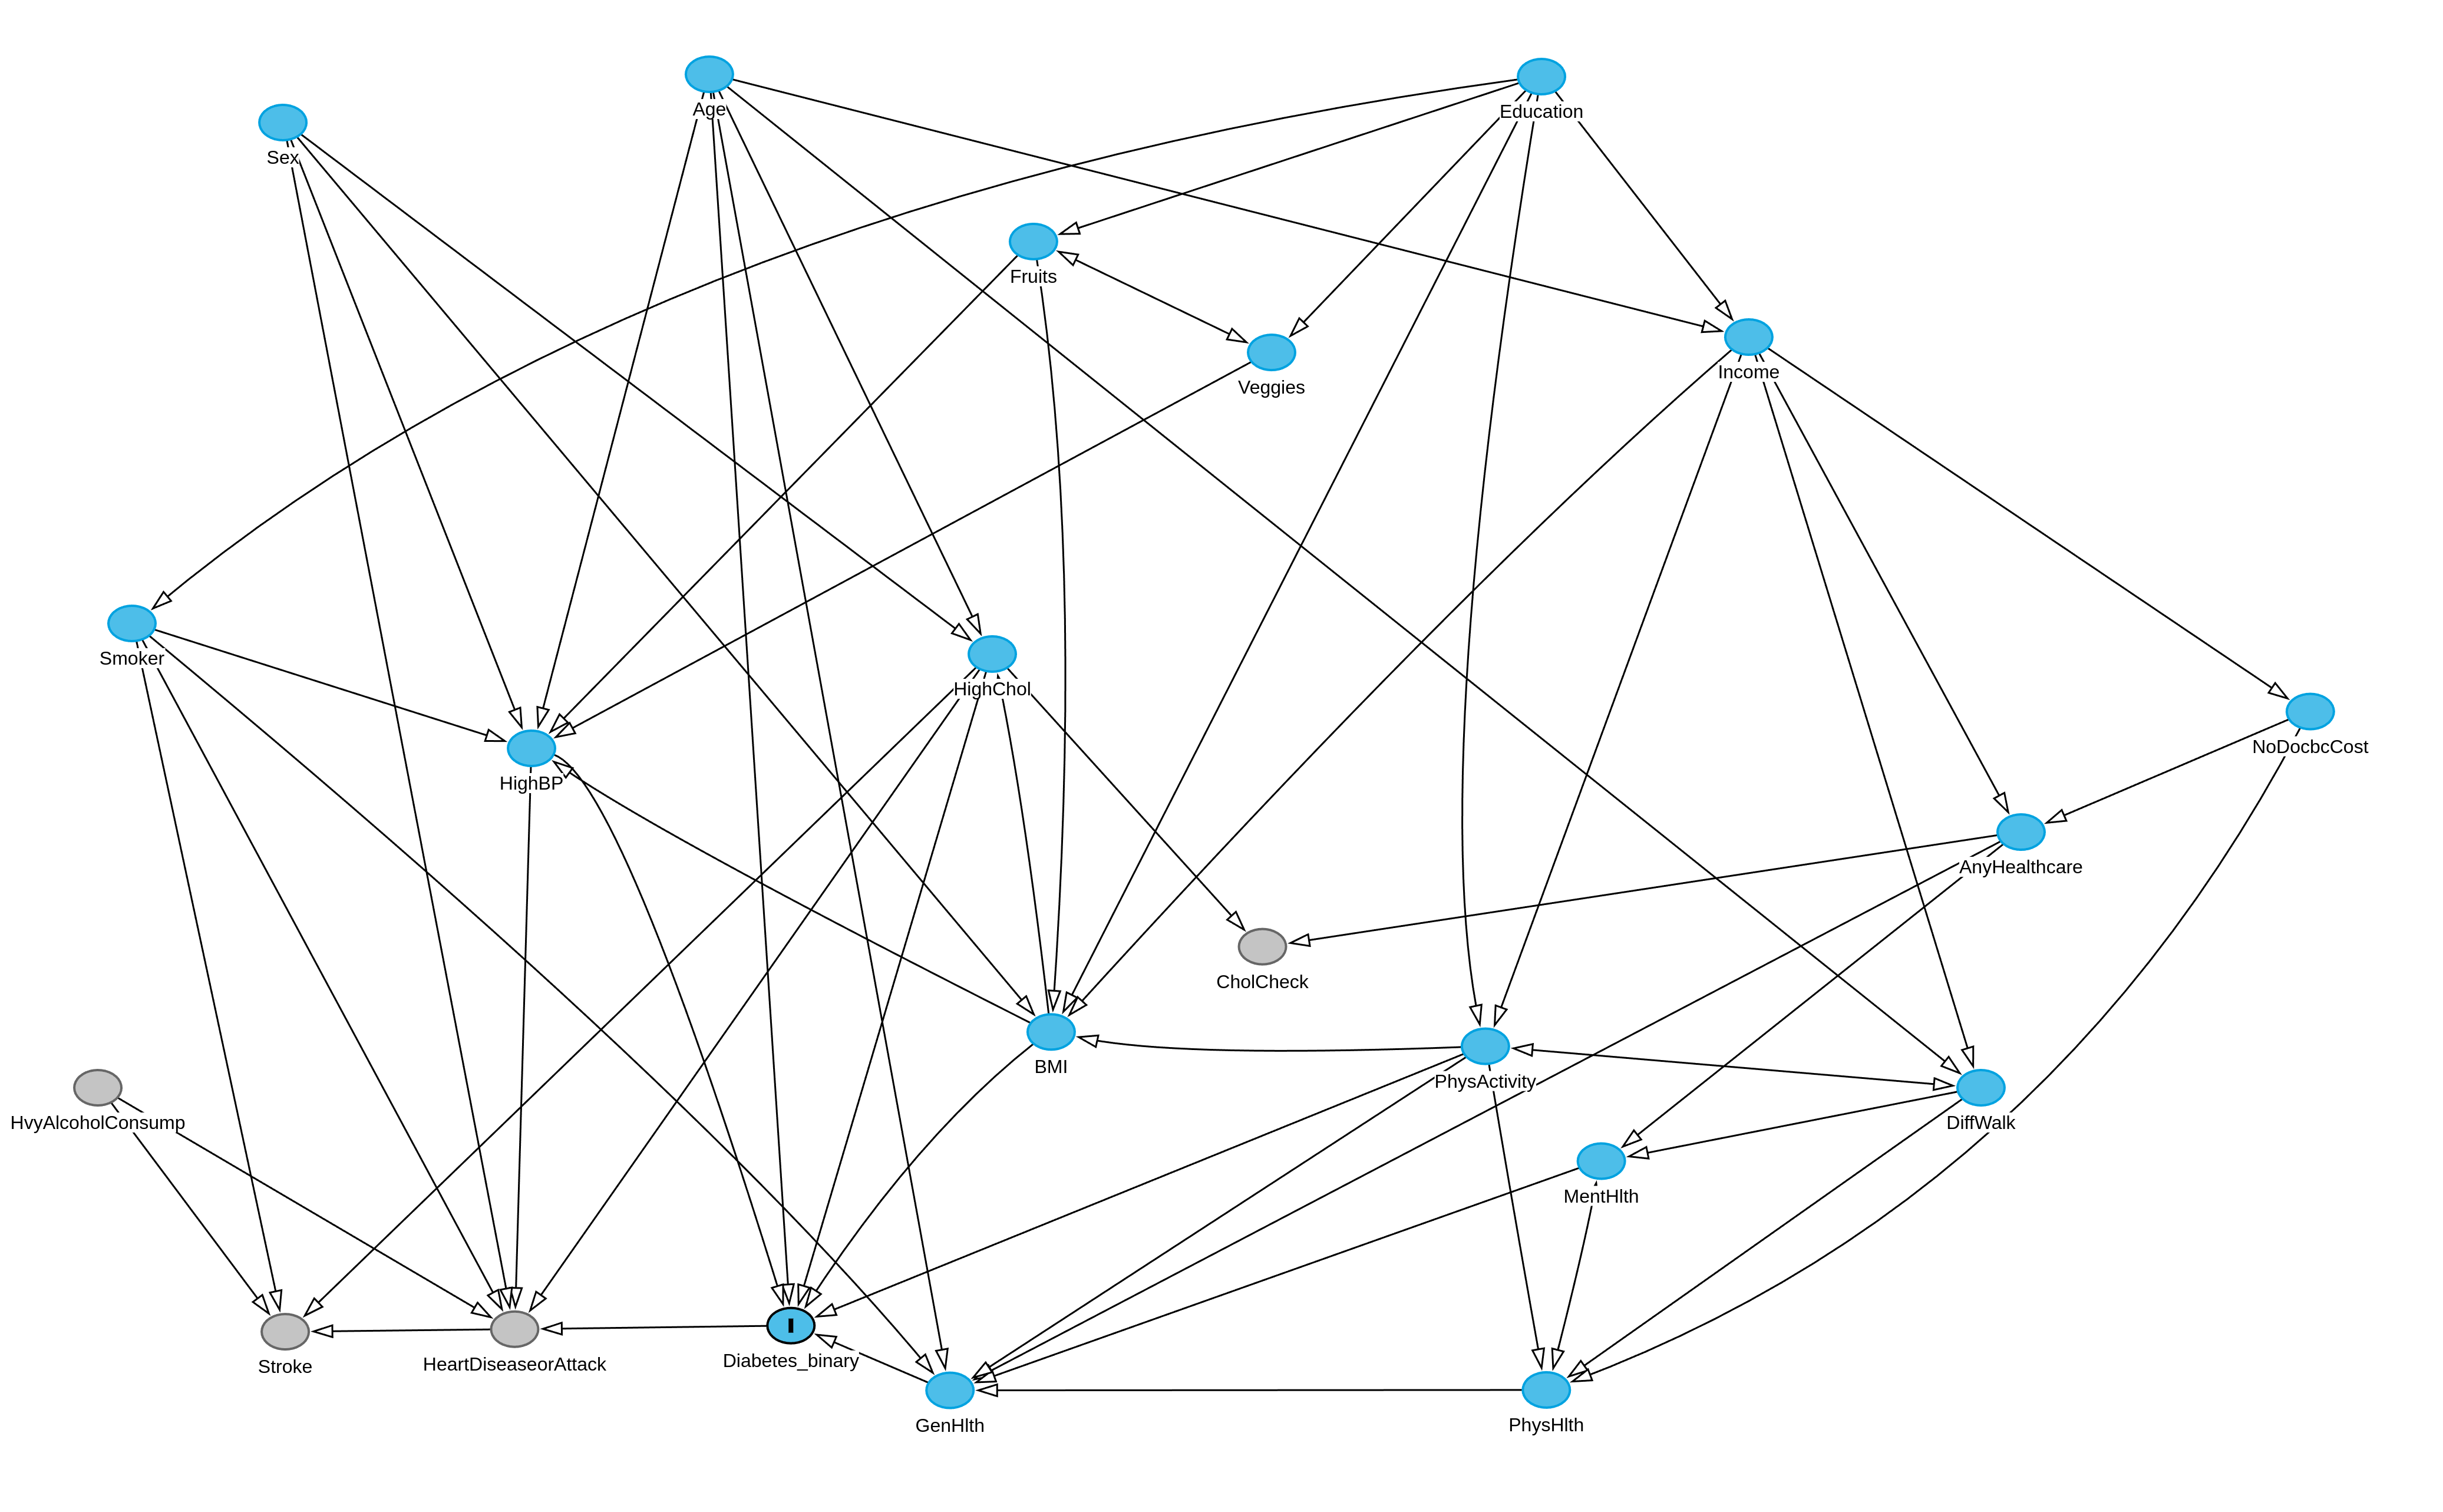 Age
Education
Sex
Fruits
Income
Veggies
Smoker
HighChol
NoDocbcCost
HighBP
AnyHealthcare
CholCheck
BMI
PhysActivity
HvyAlcoholConsump
DiffWalk
MentHlth
Diabetes_binary
HeartDiseaseorAttack
Stroke
GenHlth
PhysHlth